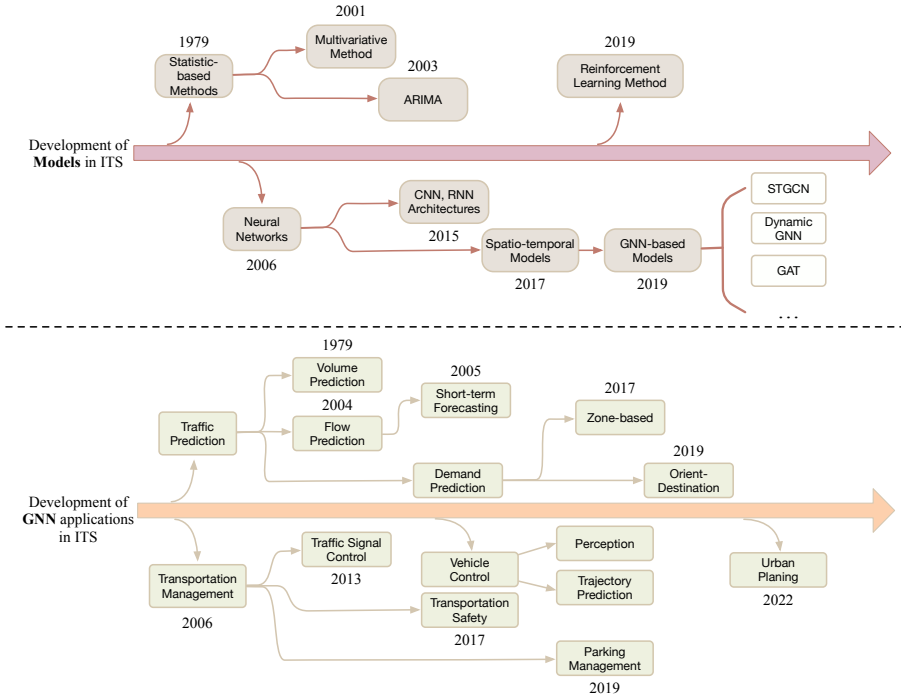 2001
1979
Multivariative
Method
2019
Statistic-
based
Methods
2003
Reinforcement
Learning Method
ARIMA
Development of
Models in ITS
CNN, RNN
Architectures
STGCN
Neural
Networks
2015
Dynamic
GNN
Spatio-temporal
Models
GNN-based
Models
2006
GAT
2017
2019
...
1979
Volume
Prediction
2005
2017
2004
Short-term
Forecasting
Zone-based
Traffic
Prediction
Flow
Prediction
2019
Demand
Prediction
Orient-
Destination
Development of
GNN applications
in ITS
Traffic Signal
Control
Perception
Vehicle
Control
Urban
Planing
2013
Transportation
Management
Trajectory
Prediction
2022
Transportation
Safety
2006
2017
Parking
Management
2019